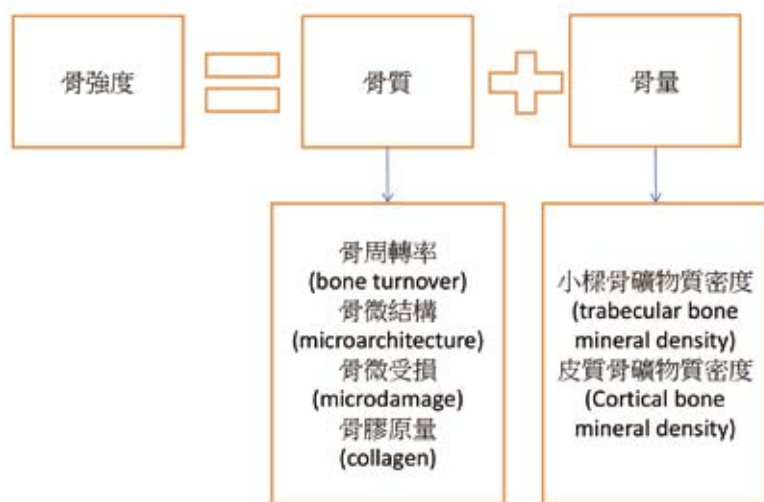 骨強度
骨質
骨量
骨周轉率
(bone turnover)
骨微結構
(microarchitecture)
骨微受損
(microdamage)
骨膠原量
(collagen)
小樑骨礦物質密度
(trabecular bone
mineral density)
皮質骨礦物質密度
(Cortical bone
mineral density)